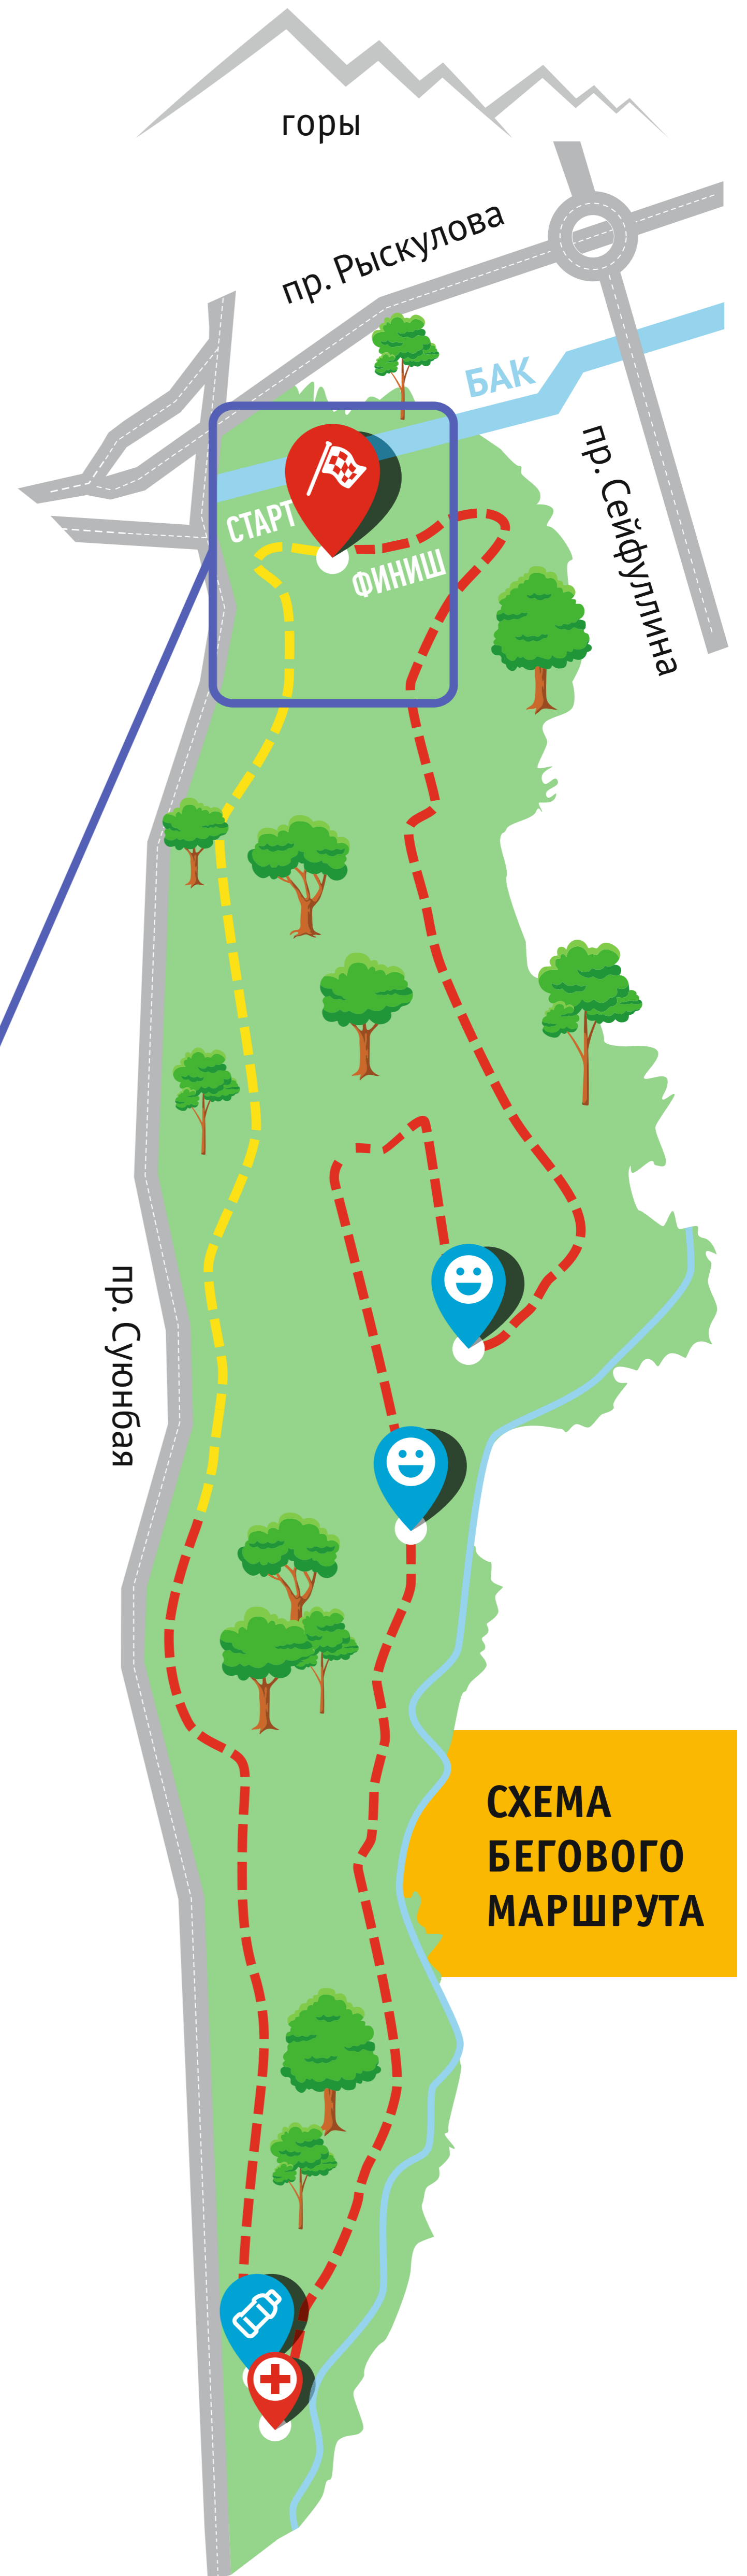 горы
пр. Рыскулова
БАК
пр. Сейфуллина
СТАРТ
ФИНИШ
пр. Суюнбая
СХЕМА
БЕГОВОГО
МАРШРУТА